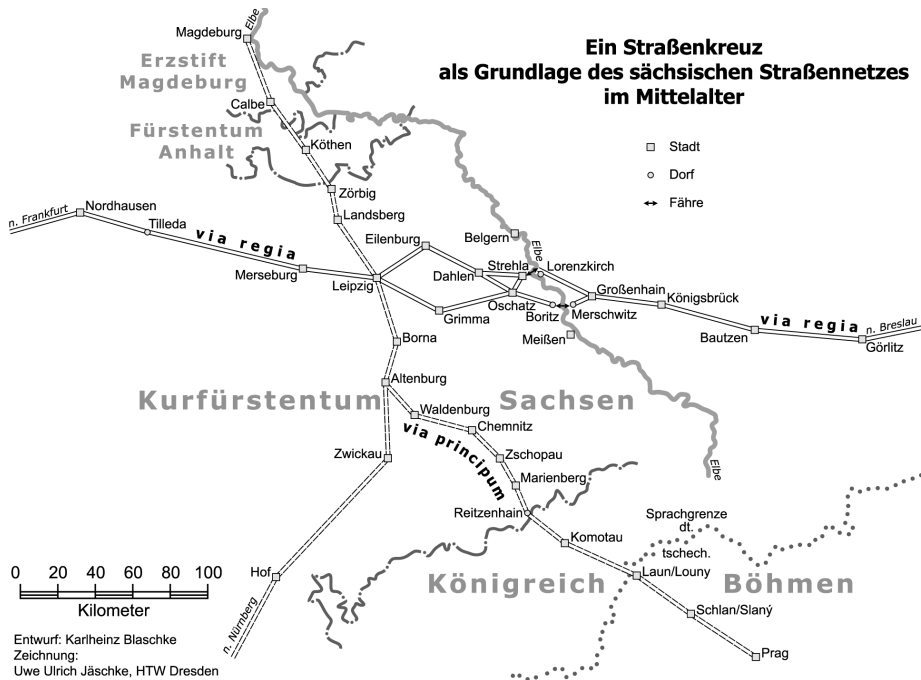 Ein Straßenkreuz
als Grundlage des sächsischen Straßennetzes
im Mittelalter
Stadt
Dorf
Fähre
Magdeburg
Elbe
Erzstift
Magdeburg
Calbe
Fürstentum
Anhalt
Köthen
Zörbig
Landsberg
n. Frankfurt
Nordhausen
Tilleda
via regia
Merseburg
Leipzig
Eilenburg
Belgern
Elbe
Dahlen
Strehla
Lorenzkirch
Oschatz
Grimma
Boritz
Merschwitz
Großenhain
Königsbrück
Meißen
Bautzen
via regia
n. Breslau
Görlitz
Borna
Altenburg
Kurfürstentum
Sachsen
Waldenburg
Chemnitz
via principum
Zwickau
Zschopau
Marienberg
Elbe
Reitzenhain
Sprachgrenze
dt.
tschech.
Komotau
Hof
Königreich
Böhmen
Laun/Louny
Schlan/Slaný
Prag
n. Nürnberg
0 20 40 60 80 100
Kilometer
Entwurf: Karlheinz Blaschke
Zeichnung:
Uwe Ulrich Jäschke, HTW Dresden